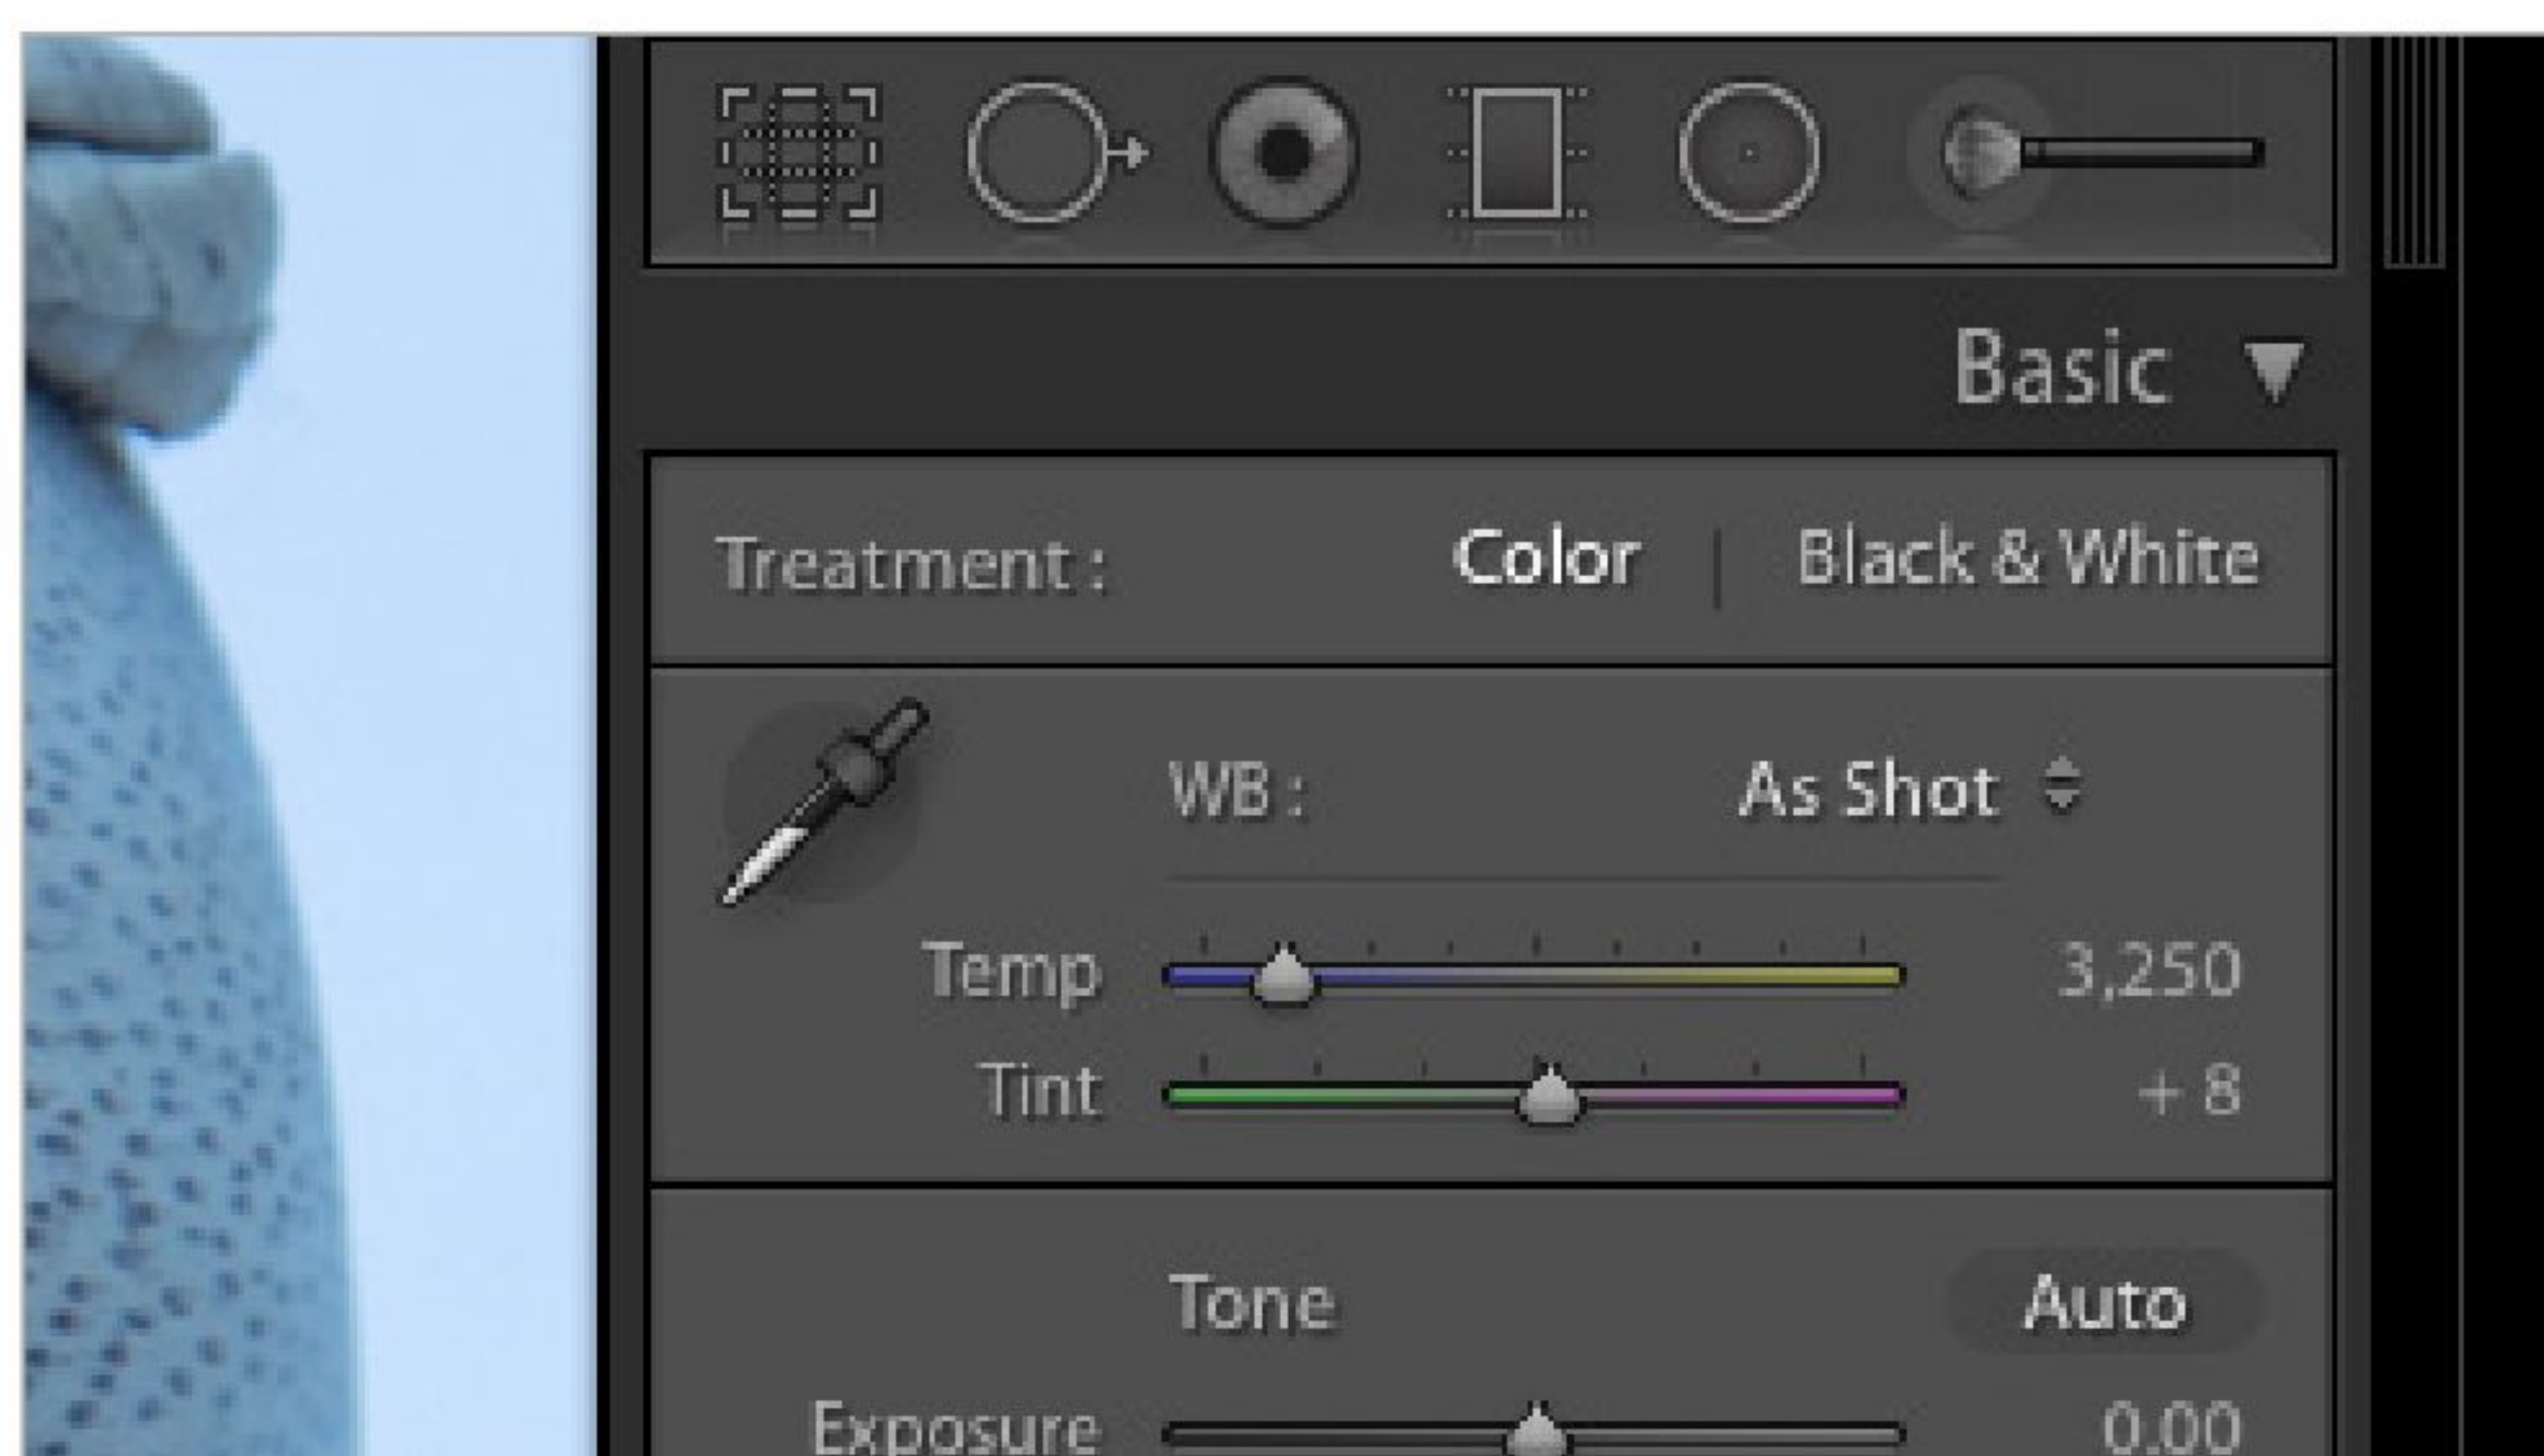 Basic
Treatment : Color | Black & White
WB : As Shot
Temp 3,250
Tint + 8
Tone Auto
Exposure 0.00